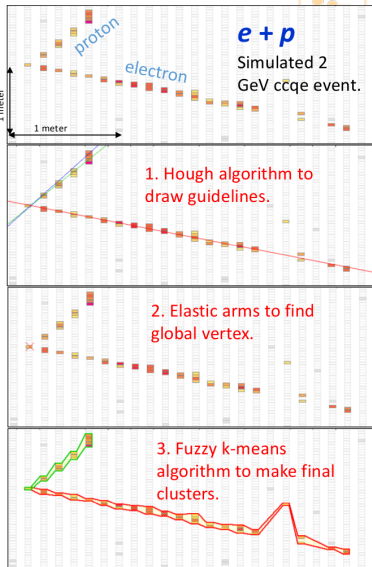 e + p
proton
Simulated 2
GeV ccqe event.
electron
1 meter
1 meter
1. Hough algorithm to
draw guidelines.
2. Elastic arms to find
global vertex.
3. Fuzzy k-means
algorithm to make final
clusters.